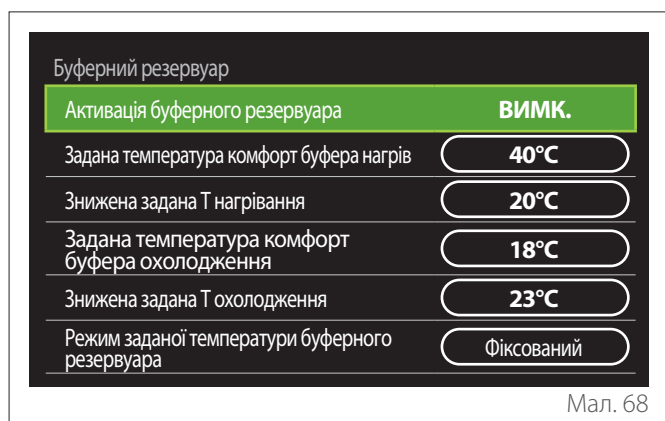 Буферний резервуар
Активація буферного резервуара ВИМК.
Задана температура комфорт буфера нагрів 40°C
Знижена задана Т нагрівання 20°C
Задана температура комфорт
буфера охолодження 18°C
Знижена задана Т охолодження 23°C
Режим заданої температури буферного
резервуара Фіксований
Мал. 68